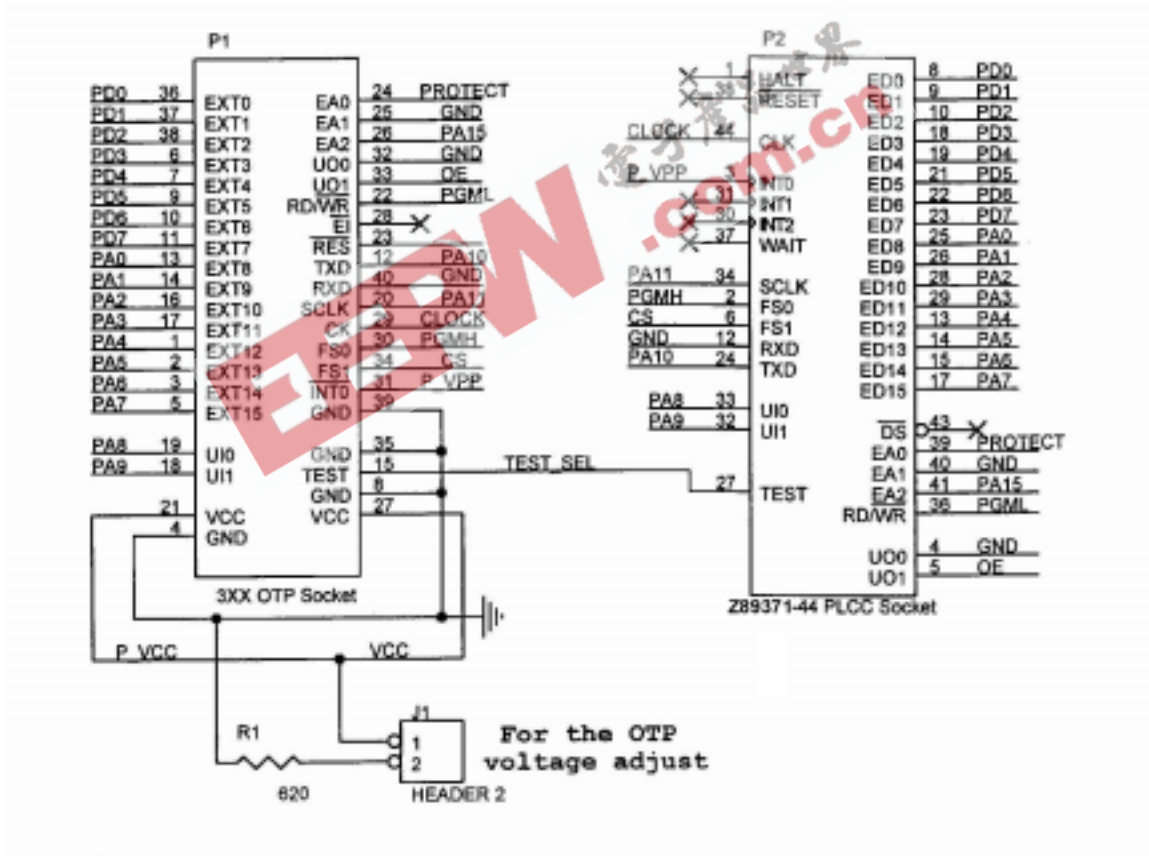 P1
PD0 36 EXT0 EA0 24 PROTECT
PD1 37 EXT1 EA1 25 GND
PD2 38 EXT2 EA2 26 PA15
PD3 6 EXT3 UO0 32 GND
PD4 7 EXT4 UO1 33 OE
PD5 9 EXT5 RD/WR 22 PGML
PD6 10 EXT6 EI 28
PD7 11 EXT7 RES 23
PA0 13 EXT8 TXD 12 PA10
PA1 14 EXT9 RXD 40 GND
PA2 16 EXT10 SCLK 20 PA11
PA3 17 EXT11 CK 29 CLOCK
PA4 1 EXT12 FS0 30 PGMH
PA5 2 EXT13 FS1 34 CS
PA6 3 EXT14 INT0 31 P_VPP
PA7 5 EXT15 GND 39
PA8 19 UI0 GND 35
PA9 18 UI1 TEST 15 TEST_SEL
GND 8
21 VCC VCC 27
4 GND
3XX OTP Socket
P_VCC VCC
R1
620
J1
1
2
HEADER 2
For the OTP
voltage adjust
P2
1 HALT ED0 8 PD0
RESET ED1 9 PD1
ED2 10 PD2
CLOCK 44 CLK ED3 18 PD3
ED4 19 PD4
P_VPP INT0 ED5 21 PD5
31 INT1 ED6 22 PD6
30 INT2 ED7 23 PD7
37 WAIT ED8 25 PA0
ED9 26 PA1
PA11 34 SCLK ED10 28 PA2
PGMH 2 FS0 ED11 29 PA3
CS 6 FS1 ED12 13 PA4
GND 12 RXD ED13 14 PA5
PA10 24 TXD ED14 15 PA6
ED15 17 PA7
PA8 33 UI0
PA9 32 UI1
DS 43
EA0 39 PROTECT
EA1 40 GND
27 TEST EA2 41 PA15
RD/WR 36 PGML
UO0 4 GND
UO1 5 OE
Z89371-44 PLCC Socket
EEPW
.com.cn
电子产品世界